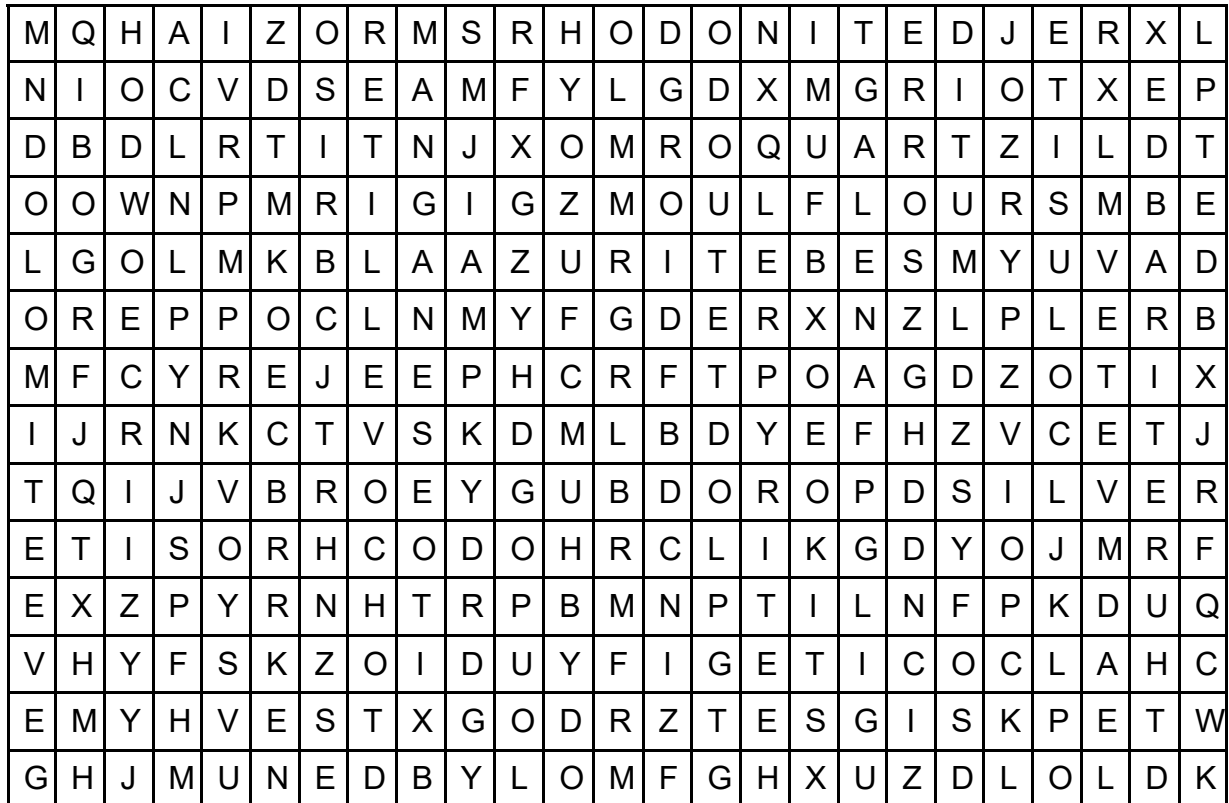 M Q H A I Z O R M S R H O D O N I T E D J E R X L
N I O C V D S E A M F Y L G D X M G R I O T X E P
D B D L R T I T N J X O M R O Q U A R T Z I L D T
O O W N P M R I G I G Z M O U L F L O U R S M B E
L G O L M K B L A A Z U R I T E B E S M Y U V A D
O R E P P O C L N M Y F G D E R X N Z L P L E R B
M F C Y R E J E E P H C R F T P O A G D Z O T I X
I J R N K C T V S K D M L B D Y E F H Z V C E T J
T Q I J V B R O E Y G U B D O R O P D S I L V E R
E T I S O R H C O D O H R C L I K G D Y O J M R F
E X Z P Y R N H T R P B M N P T I L N F P K D U Q
V H Y F S K Z O I D U Y F I G E T I C O C L A H C
E M Y H V E S T X G O D R Z T E S G I S K P E T W
G H J M U N E D B Y L O M F G H X U Z D L O L D K